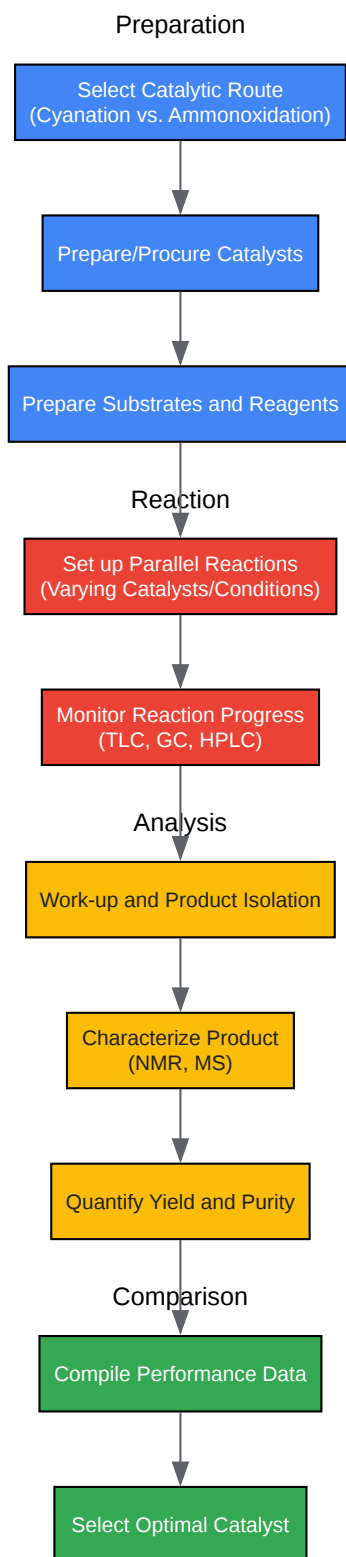 Preparation
Select Catalytic Route
(Cyanation vs. Ammonoxidation)
Prepare/Procure Catalysts
Prepare Substrates and Reagents
Reaction
Set up Parallel Reactions
(Varying Catalysts/Conditions)
Monitor Reaction Progress
(TLC, GC, HPLC)
Analysis
Work-up and Product Isolation
Characterize Product
(NMR, MS)
Quantify Yield and Purity
Comparison
Compile Performance Data
Select Optimal Catalyst